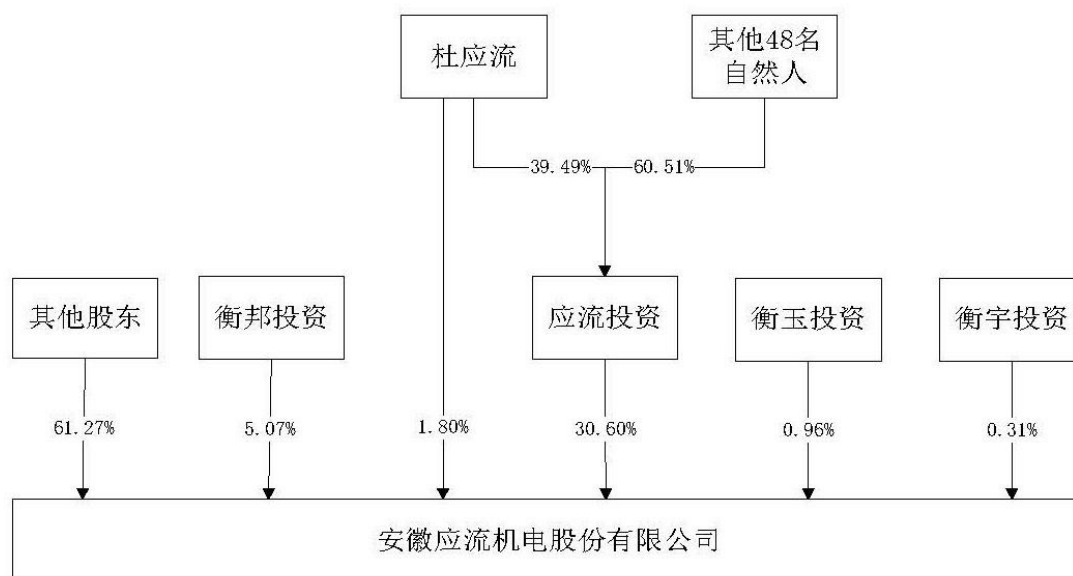 杜应流
其他48名
自然人
39.49%
60.51%
其他股东
衡邦投资
应流投资
衡玉投资
衡宇投资
61.27%
5.07%
1.80%
30.60%
0.96%
0.31%
安徽应流机电股份有限公司